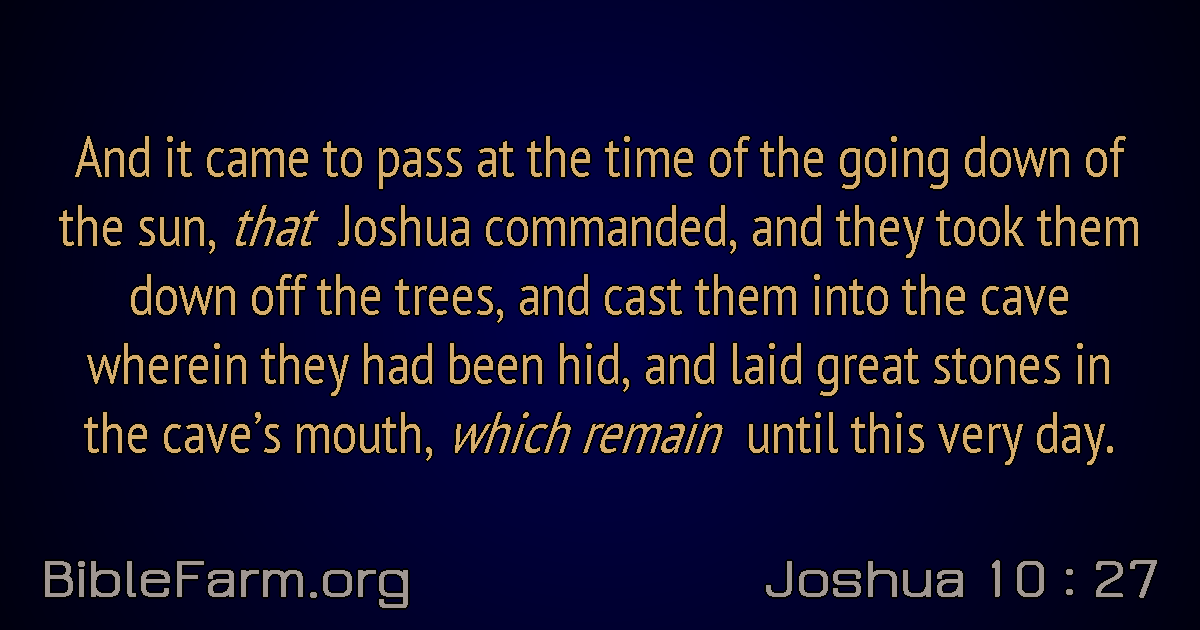 And it came to pass at the time of the going down of
the sun, that Joshua commanded, and they took them
down off the trees, and cast them into the cave
wherein they had been hid, and laid great stones in
the cave’s mouth, which remain until this very day.
BibleFarm.org
Joshua 10 : 27